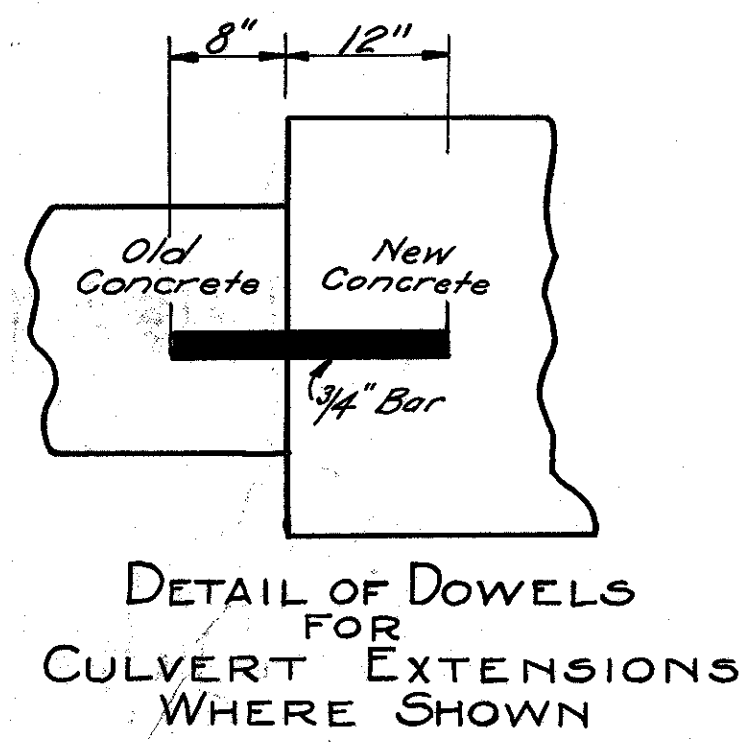 8" 12"
Old New
Concrete Concrete
3/4" Bar
DETAIL OF DOWELS
FOR
CULVERT EXTENSIONS
WHERE SHOWN